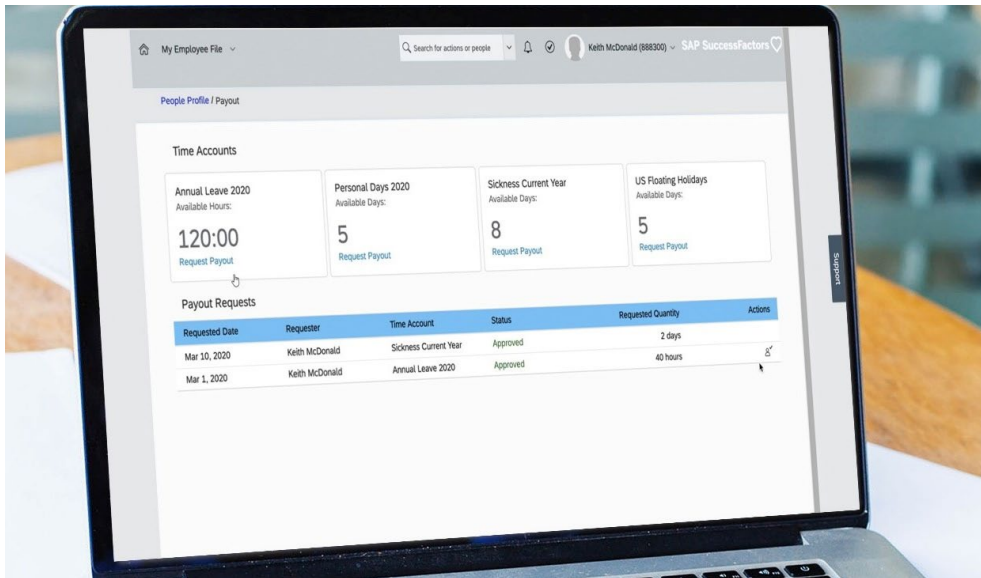 My Employee File
Search for actions or people
Keith McDonald (888300)
SAP SuccessFactors
People Profile / Payout
Time Accounts
Annual Leave 2020
Available Hours:
120:00
Request Payout
Personal Days 2020
Available Days:
5
Request Payout
Sickness Current Year
Available Days:
8
Request Payout
US Floating Holidays
Available Days:
5
Request Payout
Support
Payout Requests
Requested Date Requester Time Account Status Requested Quantity Actions
Mar 10, 2020 Keith McDonald Sickness Current Year Approved 2 days
Mar 1, 2020 Keith McDonald Annual Leave 2020 Approved 40 hours